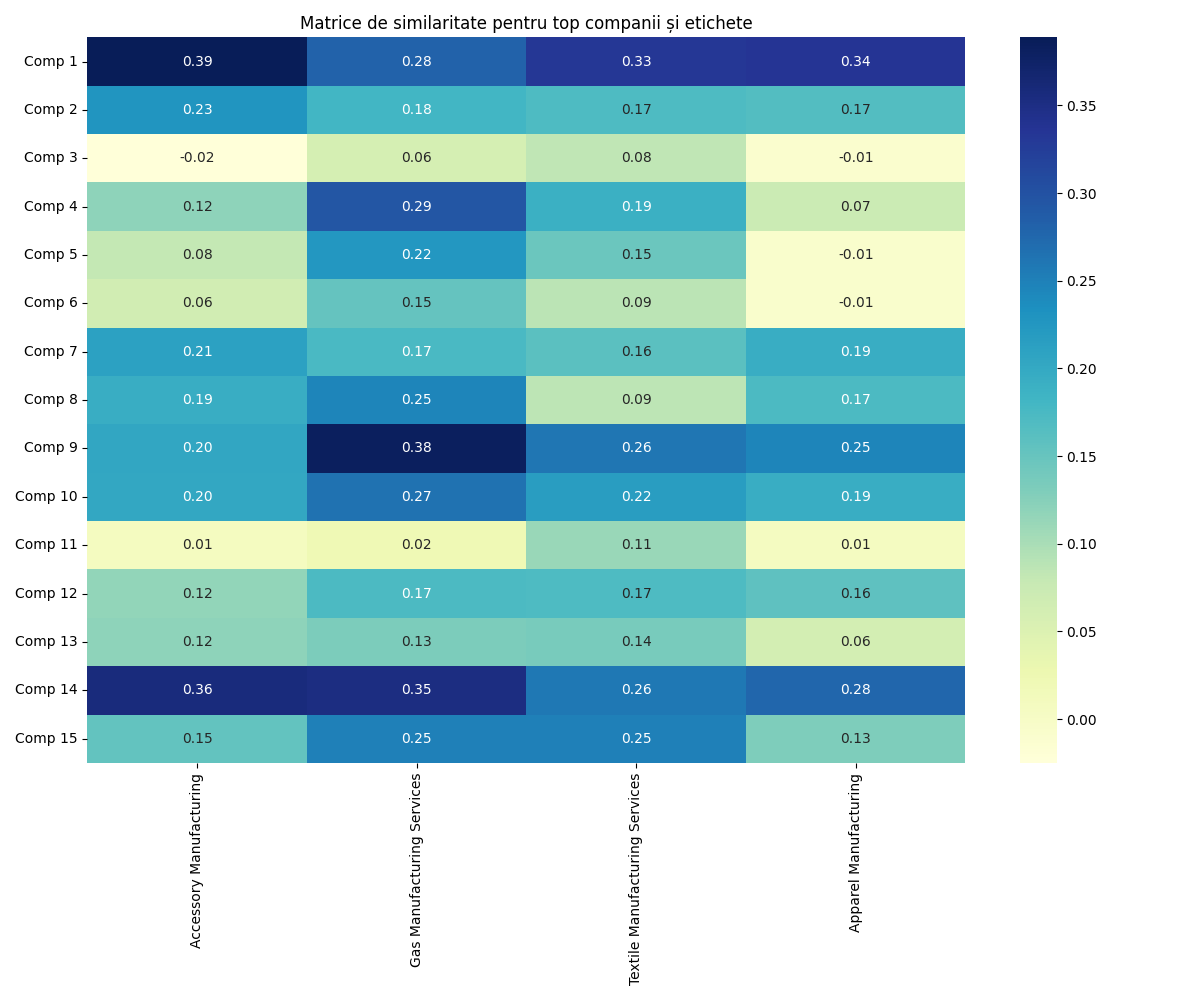 Matrice de similaritate pentru top companii și etichete
Comp 1 0.39 0.28 0.33 0.34
Comp 2 0.23 0.18 0.17 0.17
Comp 3 -0.02 0.06 0.08 -0.01
Comp 4 0.12 0.29 0.19 0.07
Comp 5 0.08 0.22 0.15 -0.01
Comp 6 0.06 0.15 0.09 -0.01
Comp 7 0.21 0.17 0.16 0.19
Comp 8 0.19 0.25 0.09 0.17
Comp 9 0.20 0.38 0.26 0.25
Comp 10 0.20 0.27 0.22 0.19
Comp 11 0.01 0.02 0.11 0.01
Comp 12 0.12 0.17 0.17 0.16
Comp 13 0.12 0.13 0.14 0.06
Comp 14 0.36 0.35 0.26 0.28
Comp 15 0.15 0.25 0.25 0.13
Accessory Manufacturing
Gas Manufacturing Services
Textile Manufacturing Services
Apparel Manufacturing
0.35
0.30
0.25
0.20
0.15
0.10
0.05
0.00